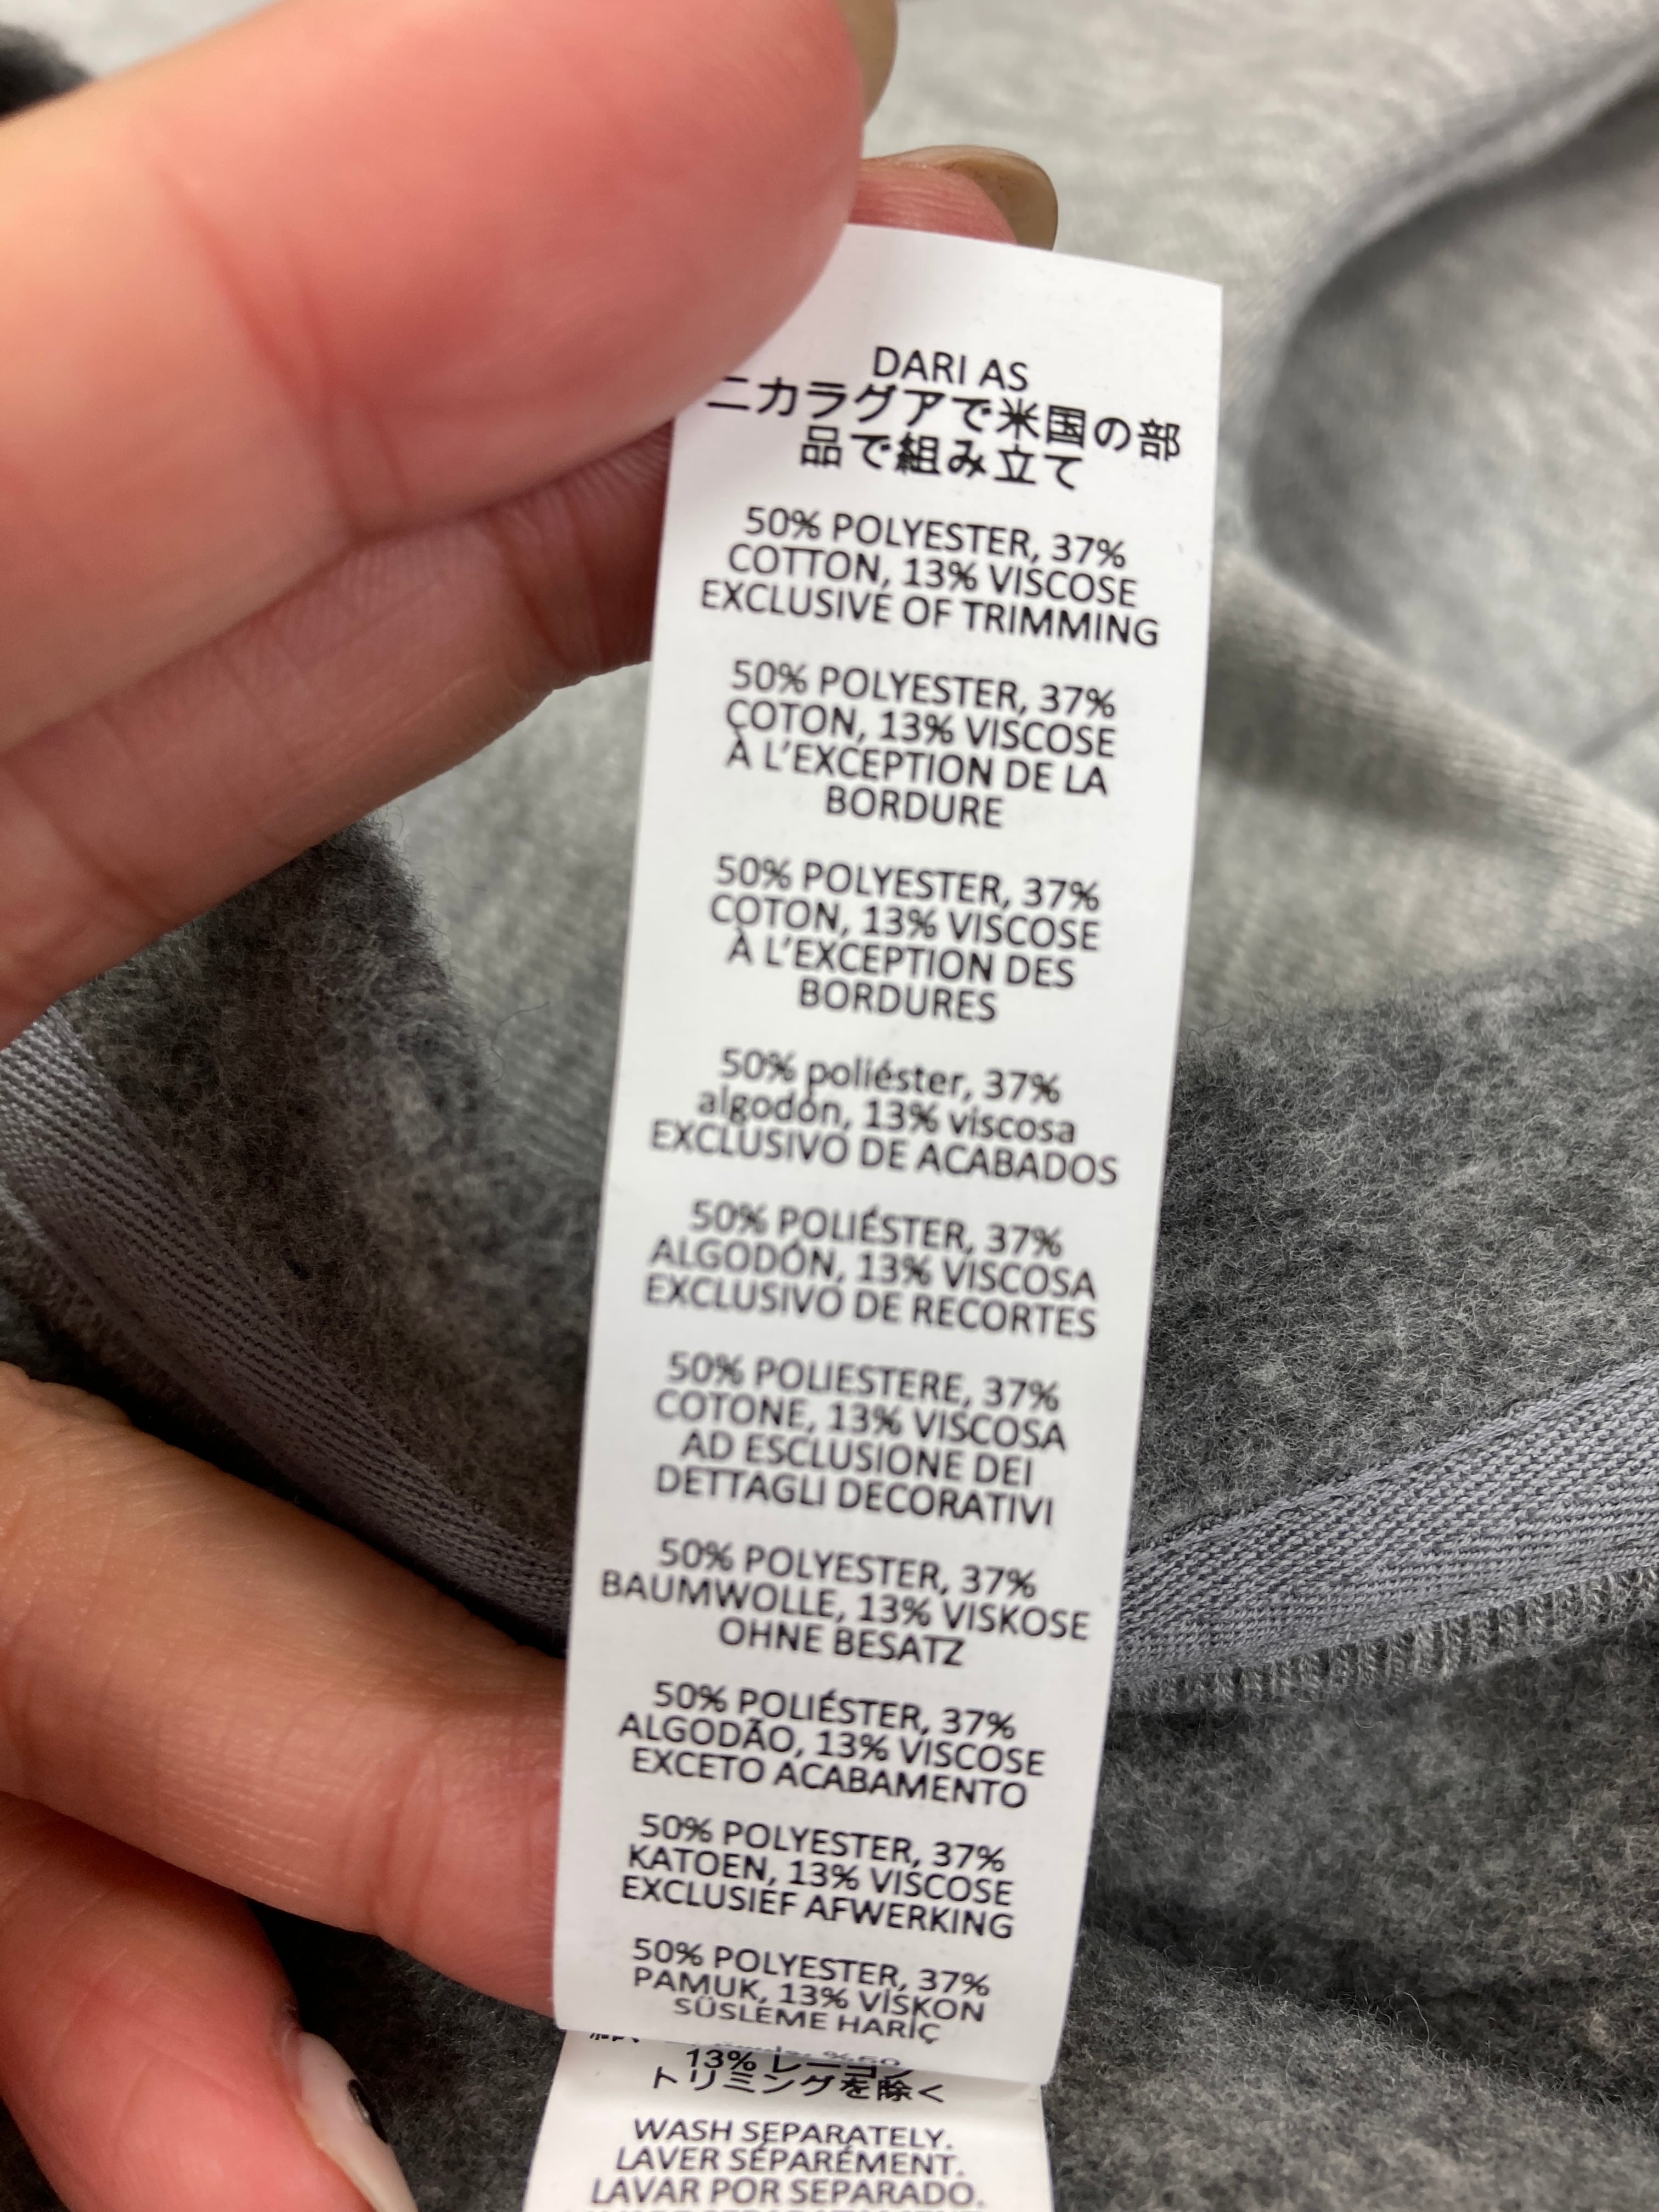 DARI AS
ニカラグアで米国の部
品で組み立て
50% POLYESTER, 37%
COTTON, 13% VISCOSE
EXCLUSIVE OF TRIMMING
50% POLYESTER, 37%
COTON, 13% VISCOSE
À L'EXCEPTION DE LA
BORDURE
50% POLYESTER, 37%
COTON, 13% VISCOSE
À L'EXCEPTION DES
BORDURES
50% poliéster, 37%
algodón, 13% viscosa
EXCLUSIVO DE ACABADOS
50% POLIÉSTER, 37%
ALGODÓN, 13% VISCOSA
EXCLUSIVO DE RECORTES
50% POLIESTERE, 37%
COTONE, 13% VISCOSA
AD ESCLUSIONE DEI
DETTAGLI DECORATIVI
50% POLYESTER, 37%
BAUMWOLLE, 13% VISKOSE
OHNE BESATZ
50% POLIÉSTER, 37%
ALGODÃO, 13% VISCOSE
EXCETO ACABAMENTO
50% POLYESTER, 37%
KATOEN, 13% VISCOSE
EXCLUSIEF AFWERKING
50% POLYESTER, 37%
PAMUK, 13% VİSKON
SÜSLEME HARİÇ
13% レーヨン
トリミングを除く
WASH SEPARATELY.
LAVER SÉPARÉMENT.
LAVAR POR SEPARADO.